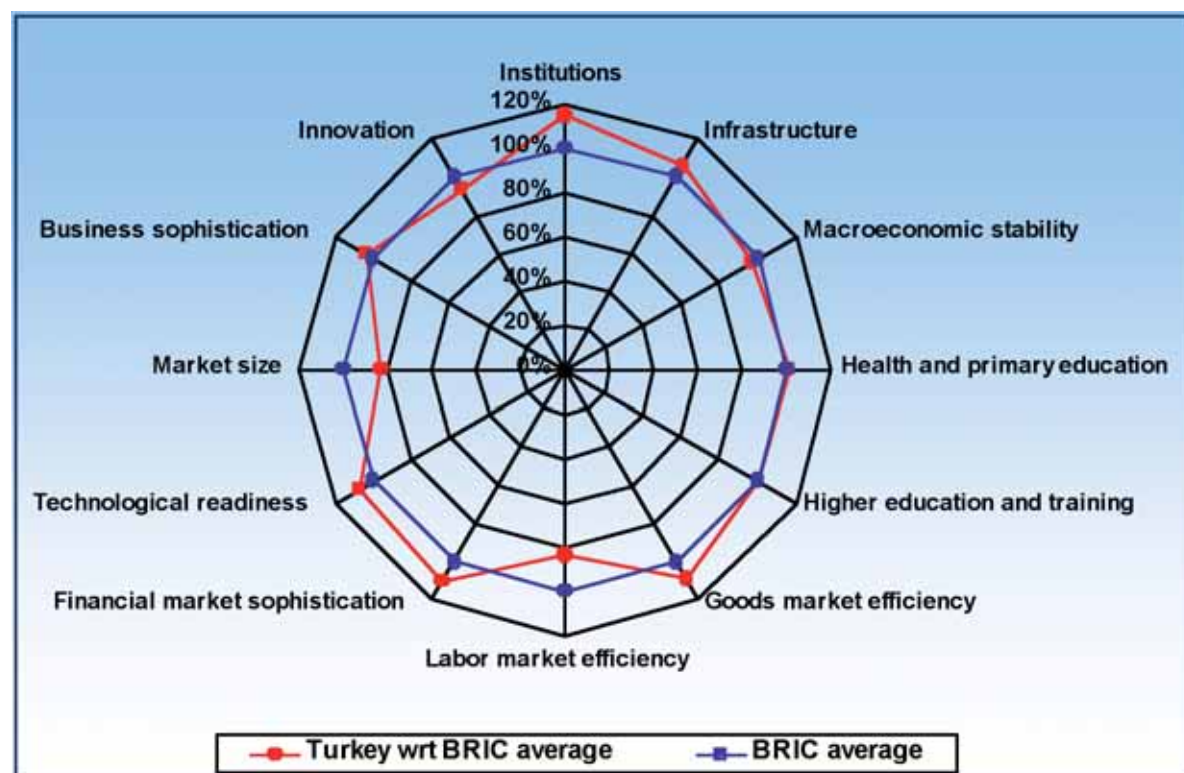 Institutions
120%
Innovation
Infrastructure
100%
80%
Business sophistication
Macroeconomic stability
60%
40%
20%
Market size
0%
Health and primary education
Technological readiness
Higher education and training
Financial market sophistication
Goods market efficiency
Labor market efficiency
Turkey wrt BRIC average
BRIC average